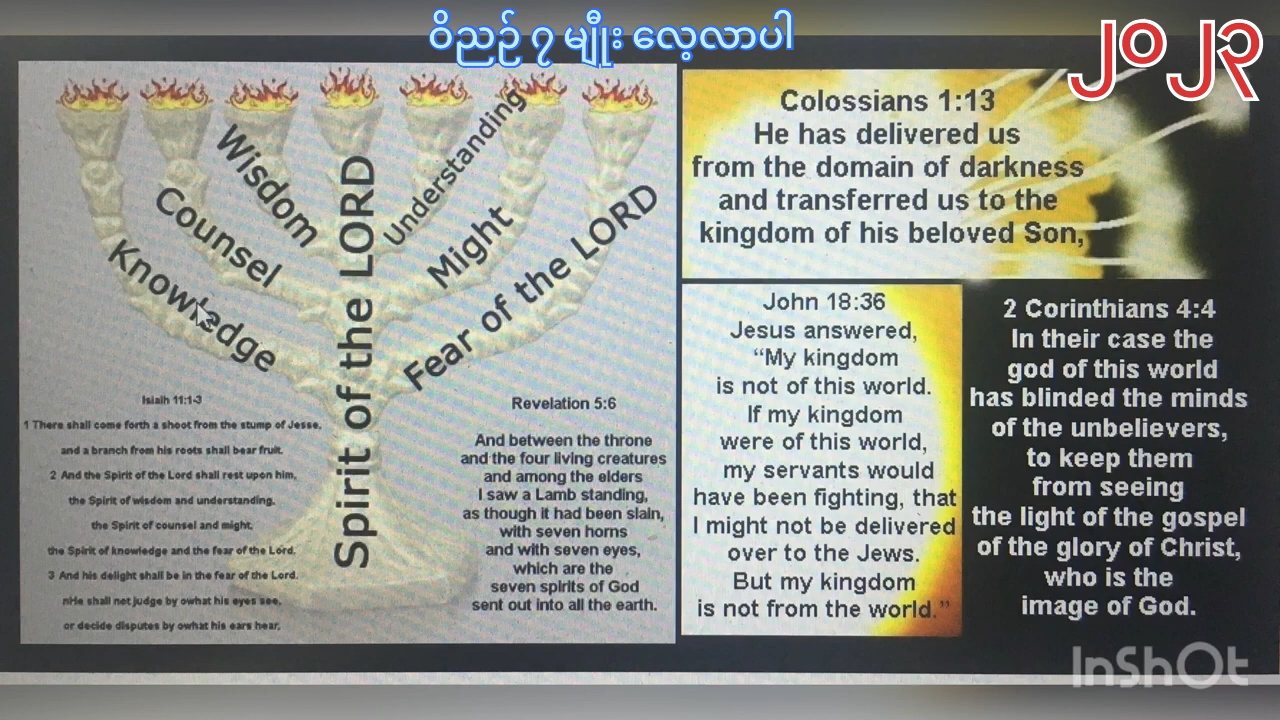 ဝိညာဉ် ၇ မျိုး လေ့လာပါ
JOJR
Wisdom
Counsel
Knowledge
Spirit of the LORD
Understanding
Might
Fear of the LORD
Isiaih 11:1-3
1 There shall come forth a shoot from the stump of Jesse,
and a branch from his roots shall bear fruit.
2 And the Spirit of the Lord shall rest upon him,
the Spirit of wisdom and understanding,
the Spirit of counsel and might,
the Spirit of knowledge and the fear of the Lord.
3 And his delight shall be in the fear of the Lord.
nHe shall not judge by owhat his eyes see,
or decide disputes by owhat his ears hear,
Revelation 5:6
And between the throne
and the four living creatures
and among the elders
I saw a Lamb standing,
as though it had been slain,
with seven horns
and with seven eyes,
which are the
seven spirits of God
sent out into all the earth.
Colossians 1:13
He has delivered us
from the domain of darkness
and transferred us to the
kingdom of his beloved Son,
John 18:36
Jesus answered,
“My kingdom
is not of this world.
If my kingdom
were of this world,
my servants would
have been fighting, that
I might not be delivered
over to the Jews.
But my kingdom
is not from the world.”
2 Corinthians 4:4
In their case the
god of this world
has blinded the minds
of the unbelievers,
to keep them
from seeing
the light of the gospel
of the glory of Christ,
who is the
image of God.
InShOt